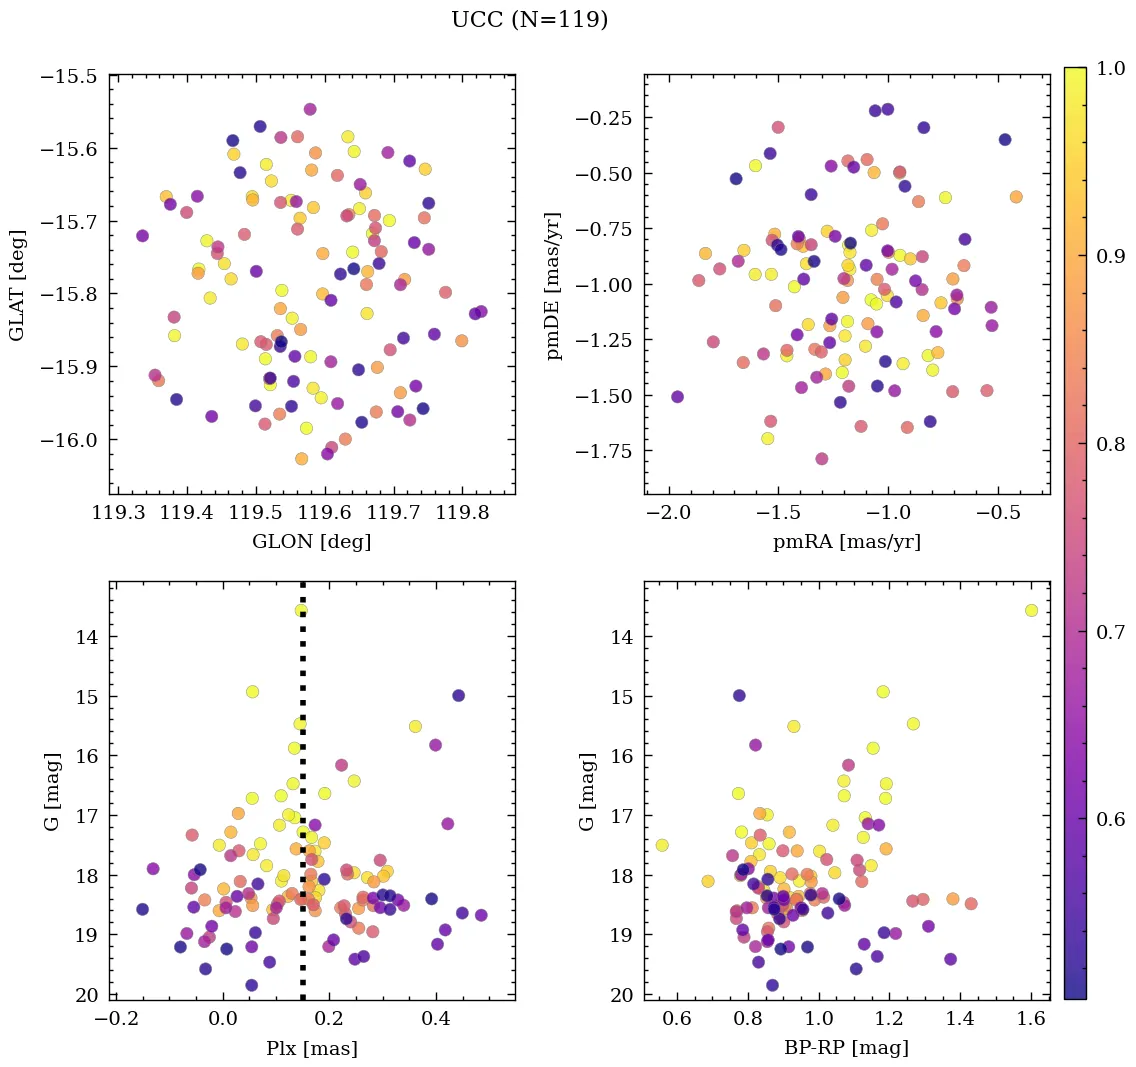 UCC (N=119)
−15.5
−15.6
−15.7
−15.8
−15.9
−16.0
GLAT [deg]
119.3 119.4 119.5 119.6 119.7 119.8
GLON [deg]
−0.25
−0.50
−0.75
−1.00
−1.25
−1.50
−1.75
pmDE [mas/yr]
−2.0 −1.5 −1.0 −0.5
pmRA [mas/yr]
14
15
16
17
18
19
20
G [mag]
−0.2 0.0 0.2 0.4
Plx [mas]
14
15
16
17
18
19
20
G [mag]
0.6 0.8 1.0 1.2 1.4 1.6
BP-RP [mag]
1.0
0.9
0.8
0.7
0.6